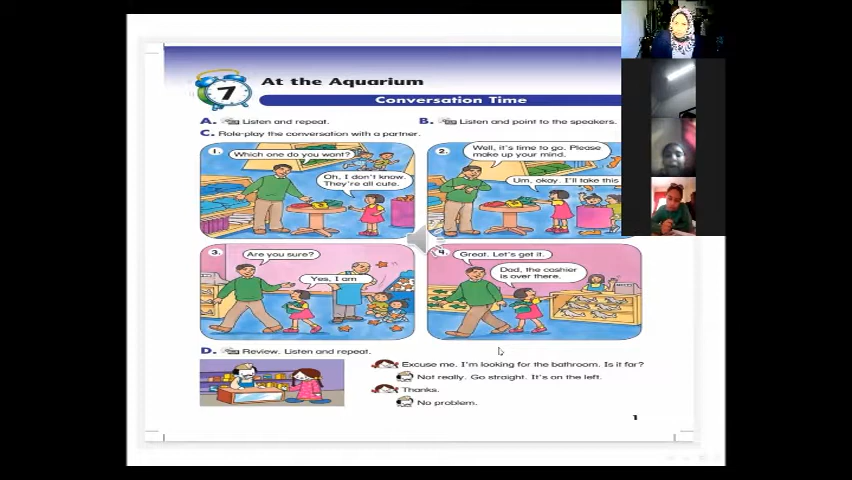 7
At the Aquarium
Conversation Time
A. Listen and repeat.
B. Listen and point to the speakers.
C. Role-play the conversation with a partner.
1.
Which one do you want?
Oh, I don't know.
They're all cute.
2.
Well, it's time to go. Please
make up your mind.
Um, okay. I'll take this
3.
Are you sure?
Yes, I am
4.
Great. Let's get it.
Dad, the cashier
is over there.
D. Review. Listen and repeat.
Excuse me. I'm looking for the bathroom. Is it far?
Not really. Go straight. It's on the left.
Thanks.
No problem.
1